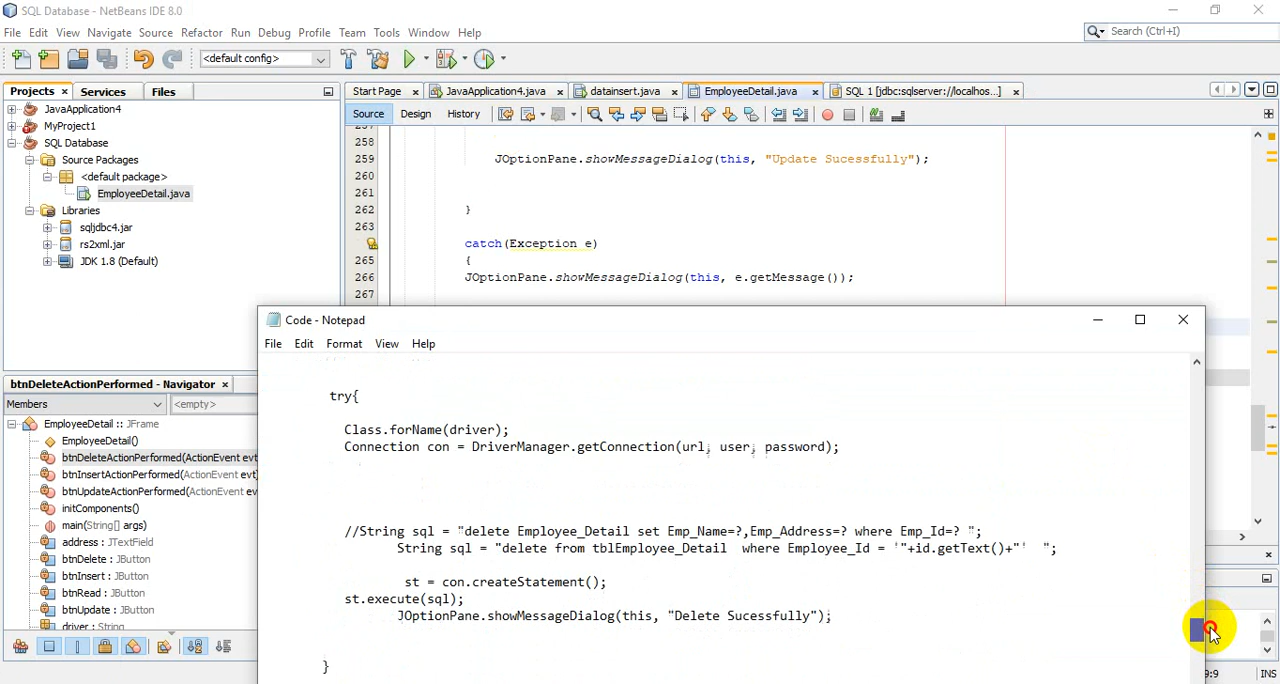 SQL Database - NetBeans IDE 8.0
File Edit View Navigate Source Refactor Run Debug Profile Team Tools Window Help
Search (Ctrl+I)
<default config>
Projects Services Files
Start Page JavaApplication4.java datainsert.java EmployeeDetail.java SQL 1 [jdbc:sqlserver://localhos...]
Source Design History
JavaApplication4
MyProject1
SQL Database
Source Packages
<default package>
EmployeeDetail.java
Libraries
sqljdbc4.jar
rs2xml.jar
JDK 1.8 (Default)
258
259 JOptionPane.showMessageDialog(this, "Update Sucessfully");
260
261
262 }
263
catch(Exception e)
265 {
266 JOptionPane.showMessageDialog(this, e.getMessage());
267
btnDeleteActionPerformed - Navigator
Members <empty>
EmployeeDetail :: JFrame
EmployeeDetail()
btnDeleteActionPerformed(ActionEvent evt
btnInsertActionPerformed(ActionEvent evt)
btnUpdateActionPerformed(ActionEvent evt
initComponents()
main(String[] args)
address : JTextField
btnDelete : JButton
btnInsert : JButton
btnRead : JButton
btnUpdate : JButton
driver : String
Code - Notepad
File Edit Format View Help
try{
Class.forName(driver);
Connection con = DriverManager.getConnection(url, user, password);
//String sql = "delete Employee_Detail set Emp_Name=?,Emp_Address=? where Emp_Id=? ";
String sql = "delete from tblEmployee_Detail  where Employee_Id = '"+id.getText()+"'  ";
st = con.createStatement();
st.execute(sql);
JOptionPane.showMessageDialog(this, "Delete Sucessfully");
}
9:9 INS